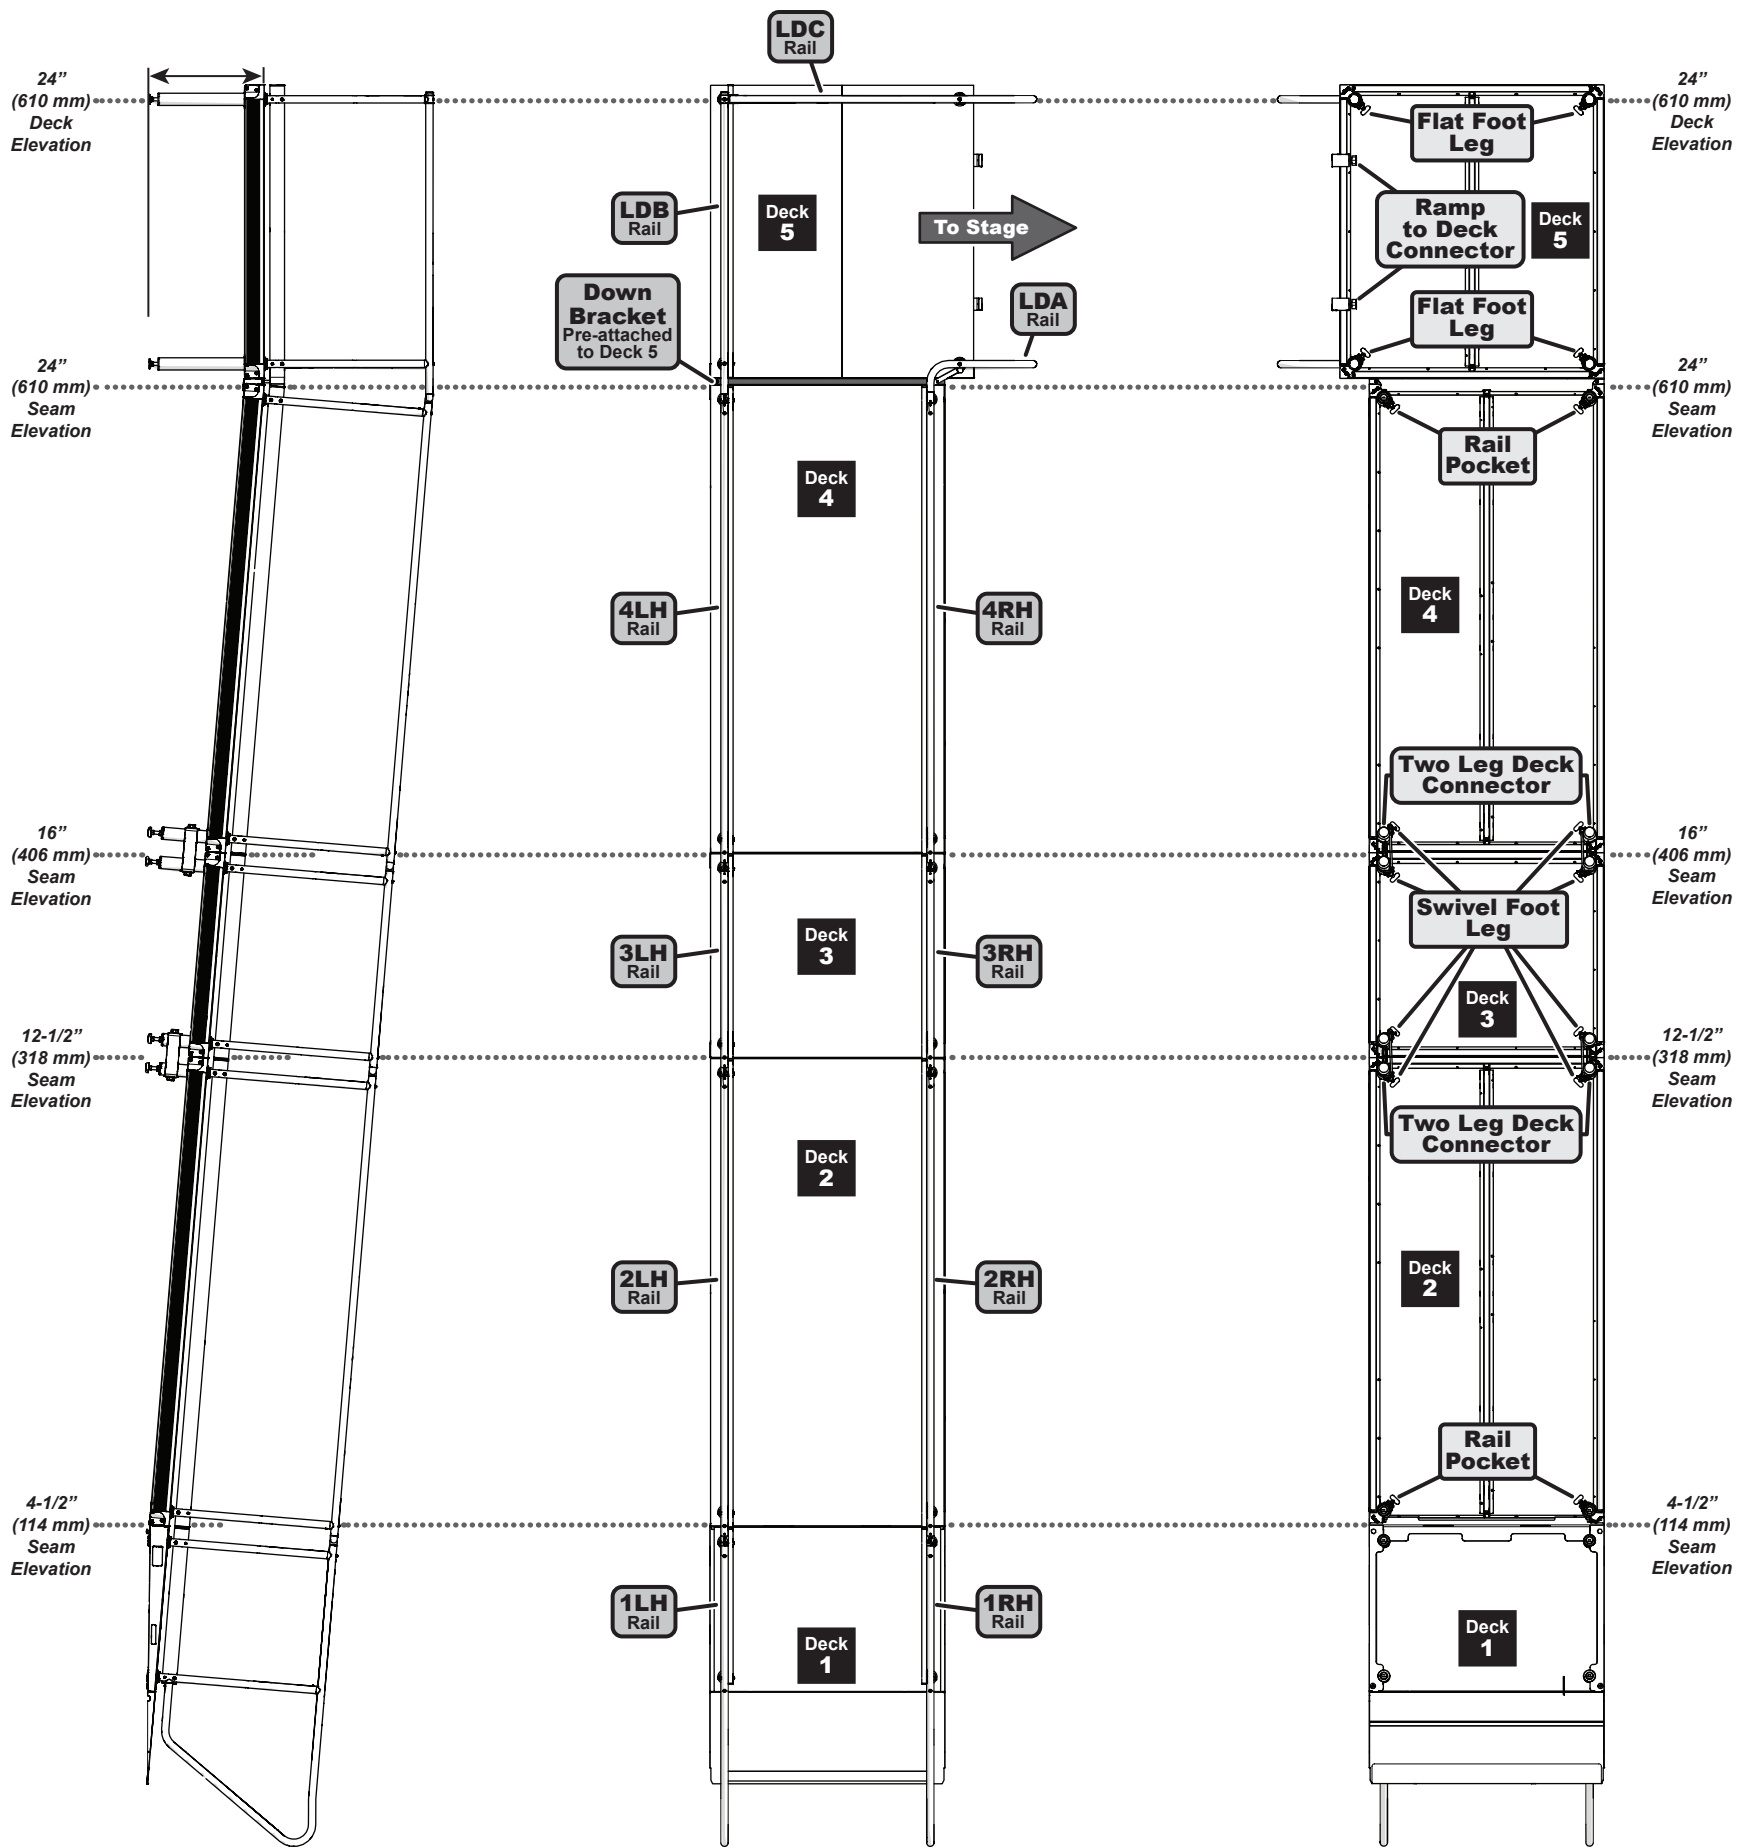 LDC
Rail
24”
(610 mm)
Deck
Elevation
LDB
Rail
Deck
5
To Stage
Down
Bracket
Pre-attached
to Deck 5
LDA
Rail
24”
(610 mm)
Seam
Elevation
Deck
4
4LH
Rail
4RH
Rail
16”
(406 mm)
Seam
Elevation
3LH
Rail
Deck
3
3RH
Rail
12-1/2”
(318 mm)
Seam
Elevation
Deck
2
2LH
Rail
2RH
Rail
4-1/2”
(114 mm)
Seam
Elevation
1LH
Rail
1RH
Rail
Deck
1
24”
(610 mm)
Deck
Elevation
Flat Foot
Leg
Ramp
to Deck
Connector
Deck
5
Flat Foot
Leg
24”
(610 mm)
Seam
Elevation
Rail
Pocket
Deck
4
Two Leg Deck
Connector
16”
(406 mm)
Seam
Elevation
Swivel Foot
Leg
Deck
3
12-1/2”
(318 mm)
Seam
Elevation
Two Leg Deck
Connector
Deck
2
Rail
Pocket
4-1/2”
(114 mm)
Seam
Elevation
Deck
1